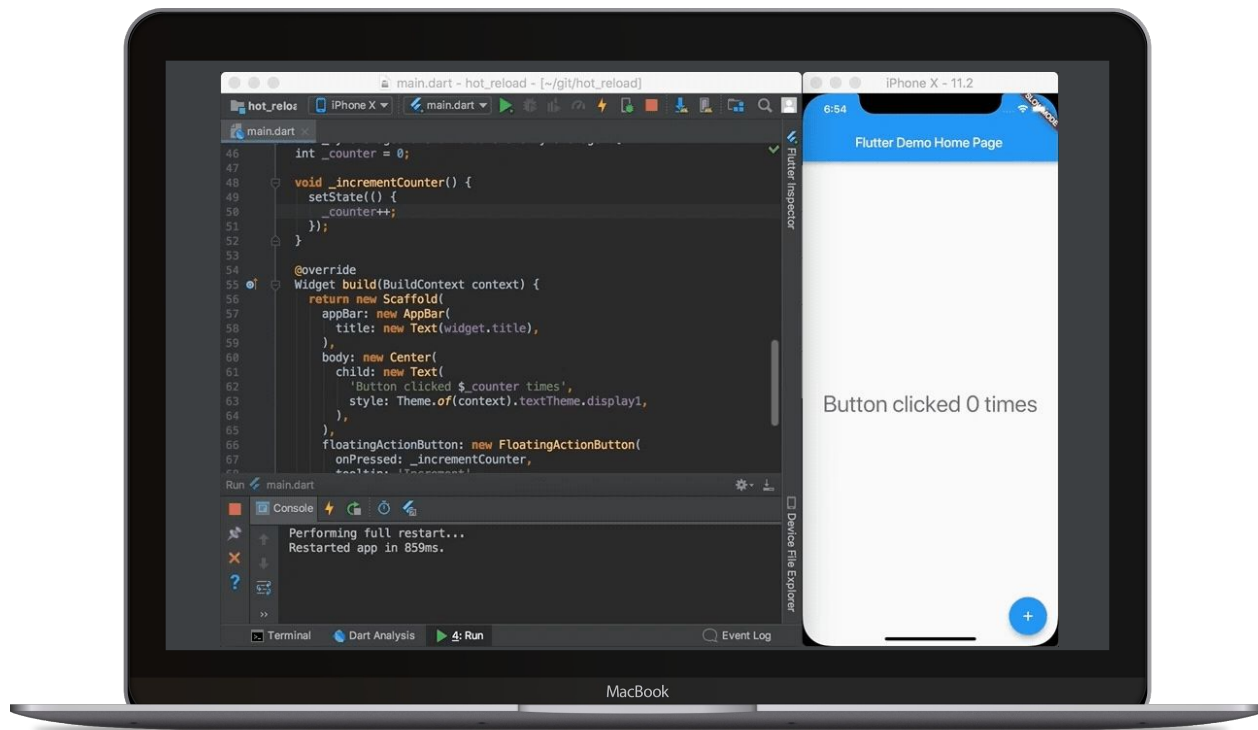 main.dart - hot_reload - [~/git/hot_reload]
hot_reloa iPhone X main.dart
main.dart
46 int _counter = 0;
47
48 void _incrementCounter() {
49 setState(() {
50 _counter++;
51 });
52 }
53
54 @override
55 Widget build(BuildContext context) {
56 return new Scaffold(
57 appBar: new AppBar(
58 title: new Text(widget.title),
59 ),
60 body: new Center(
61 child: new Text(
62 'Button clicked $_counter times',
63 style: Theme.of(context).textTheme.display1,
64 ),
65 ),
66 floatingActionButton: new FloatingActionButton(
67 onPressed: _incrementCounter,
Flutter Inspector
Device File Explorer
Run main.dart
Console
Performing full restart...
Restarted app in 859ms.
Terminal Dart Analysis 4: Run Event Log
iPhone X - 11.2
6:54
SLOW MODE
Flutter Demo Home Page
Button clicked 0 times
+
MacBook